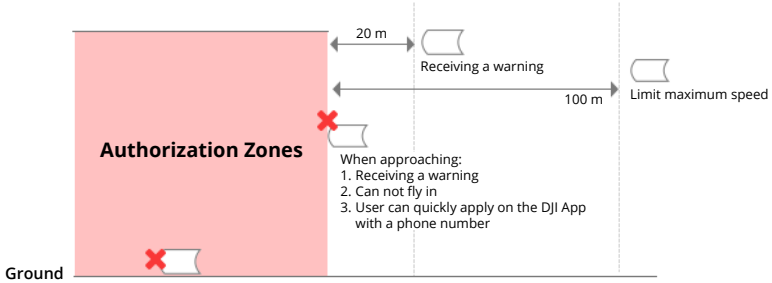 20 m
Receiving a warning
100 m
Limit maximum speed
Authorization Zones
When approaching:
1. Receiving a warning
2. Can not fly in
3. User can quickly apply on the DJI App
with a phone number
Ground